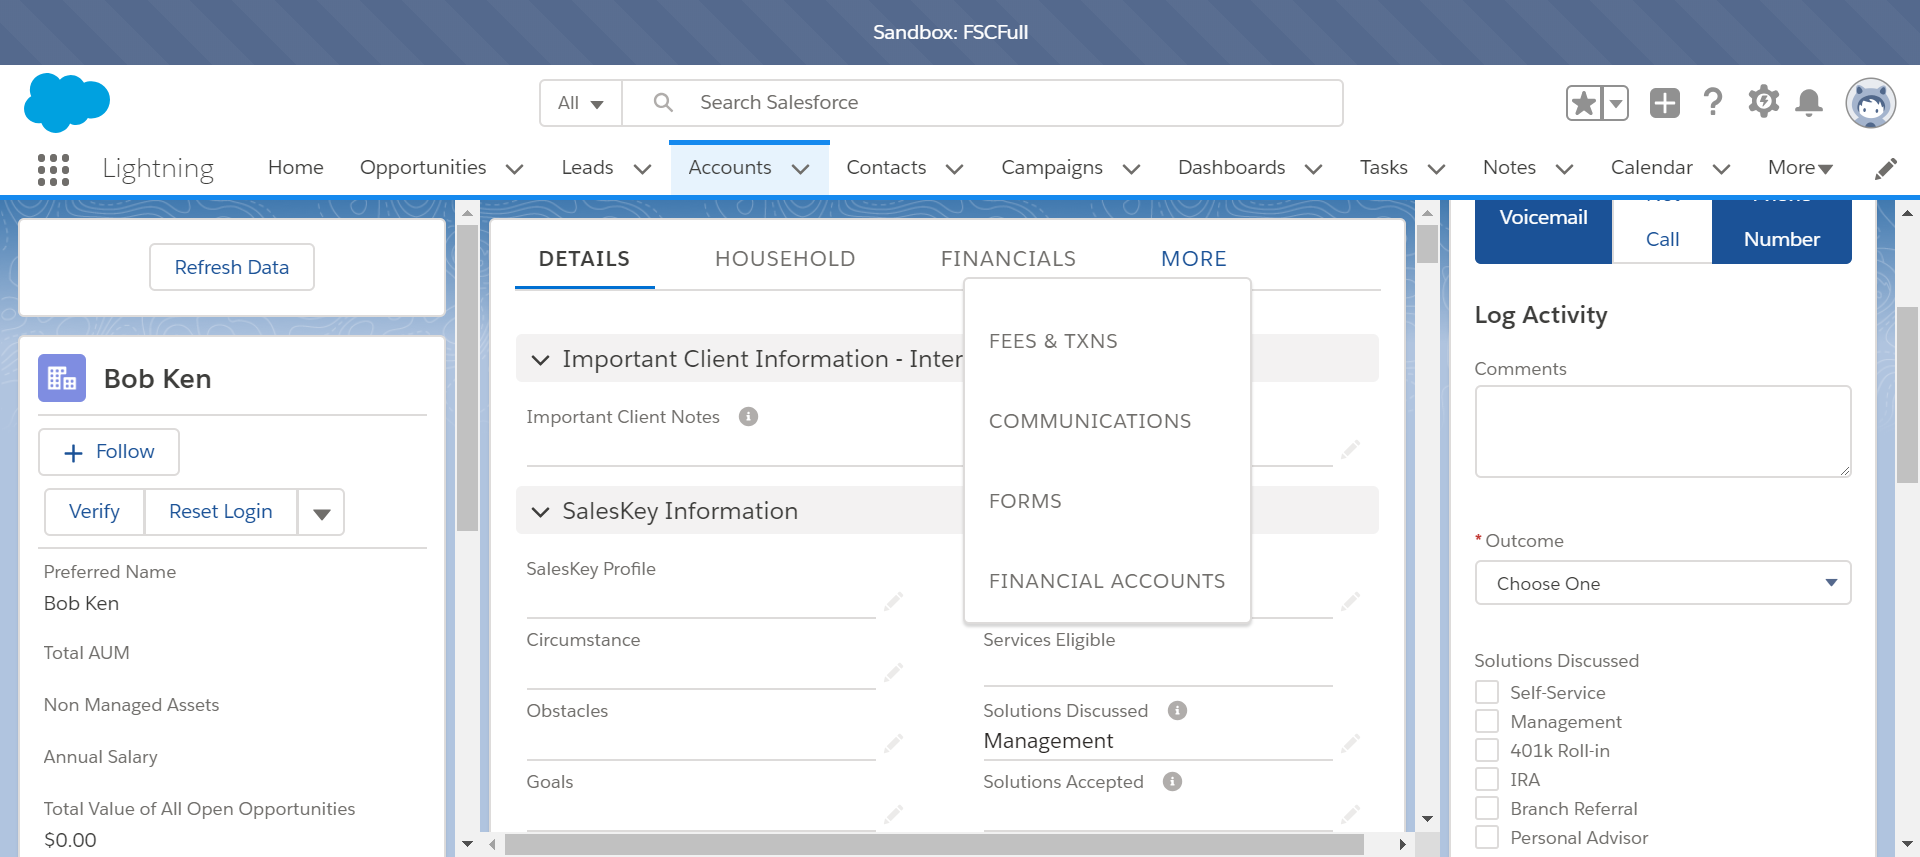 Sandbox: FSCFull
All
Search Salesforce
Lightning
Home
Opportunities
Leads
Accounts
Contacts
Campaigns
Dashboards
Tasks
Notes
Calendar
More
Refresh Data
Bob Ken
Follow
Verify
Reset Login
Preferred Name
Bob Ken
Total AUM
Non Managed Assets
Annual Salary
Total Value of All Open Opportunities
$0.00
DETAILS
HOUSEHOLD
FINANCIALS
MORE
FEES & TXNS
COMMUNICATIONS
FORMS
FINANCIAL ACCOUNTS
Important Client Information - Inter
Important Client Notes
SalesKey Information
SalesKey Profile
Circumstance
Services Eligible
Obstacles
Solutions Discussed
Management
Goals
Solutions Accepted
Voicemail
Call
Number
Log Activity
Comments
*Outcome
Choose One
Solutions Discussed
Self-Service
Management
401k Roll-in
IRA
Branch Referral
Personal Advisor